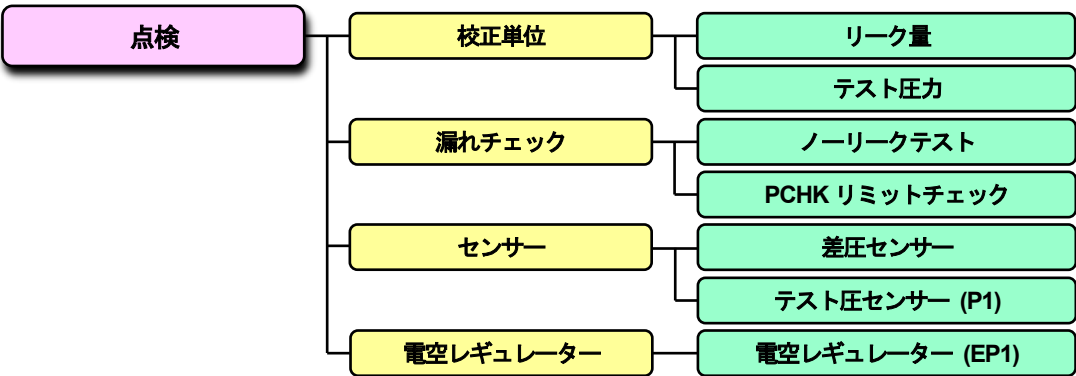 点検
校正単位
リーク量
テスト圧力
漏れチェック
ノーリークテスト
PCHK リミットチェック
センサー
差圧センサー
テスト圧センサー (P1)
電空レギュレーター
電空レギュレーター (EP1)